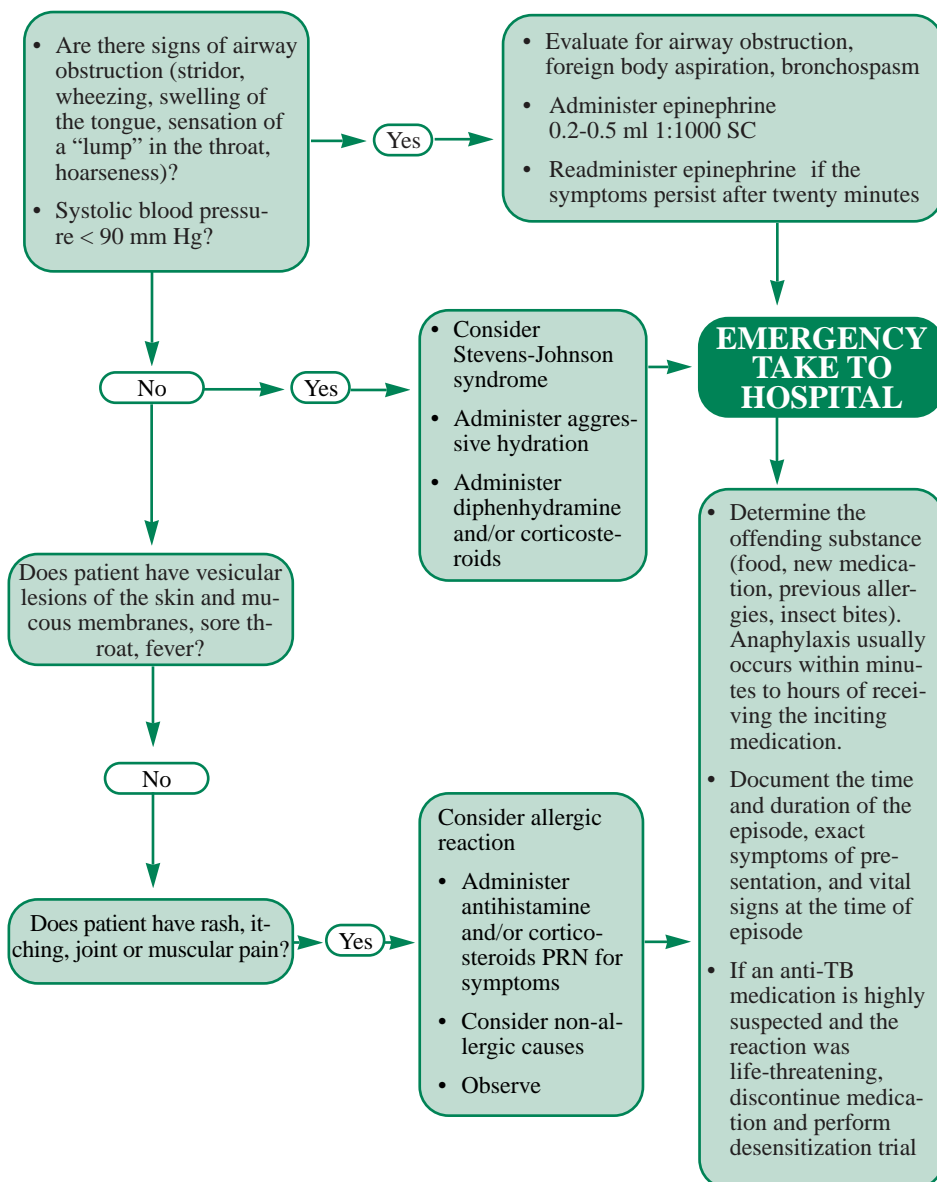 • Are there signs of airway
obstruction (stridor,
wheezing, swelling of
the tongue, sensation of
a “lump” in the throat,
hoarseness)?
• Systolic blood pressu-
re < 90 mm Hg?
Yes
• Evaluate for airway obstruction,
foreign body aspiration, bronchospasm
• Administer epinephrine
0.2-0.5 ml 1:1000 SC
• Readminister epinephrine if the
symptoms persist after twenty minutes
No
Yes
• Consider
Stevens-Johnson
syndrome
• Administer aggres-
sive hydration
• Administer
diphenhydramine
and/or corticoste-
roids
EMERGENCY
TAKE TO
HOSPITAL
Does patient have vesicular
lesions of the skin and mu-
cous membranes, sore th-
roat, fever?
No
Does patient have rash, it-
ching, joint or muscular pain?
Yes
Consider allergic
reaction
• Administer
antihistamine
and/or cortico-
steroids PRN for
symptoms
• Consider non-al-
lergic causes
• Observe
• Determine the
offending substance
(food, new medica-
tion, previous aller-
gies, insect bites).
Anaphylaxis usually
occurs within minu-
tes to hours of recei-
ving the inciting
medication.
• Document the time
and duration of the
episode, exact
symptoms of pre-
sentation, and vital
signs at the time of
episode
• If an anti-TB
medication is highly
suspected and the
reaction was
life-threatening,
discontinue medica-
tion and perform
desensitization trial